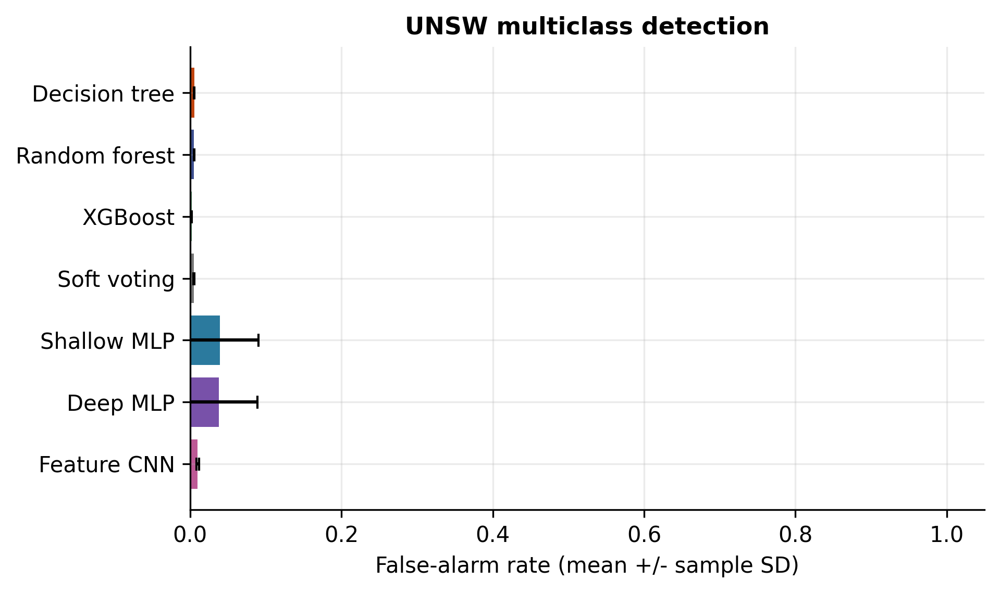 UNSW multiclass detection
Decision tree
Random forest
XGBoost
Soft voting
Shallow MLP
Deep MLP
Feature CNN
0.0 0.2 0.4 0.6 0.8 1.0
False-alarm rate (mean +/- sample SD)